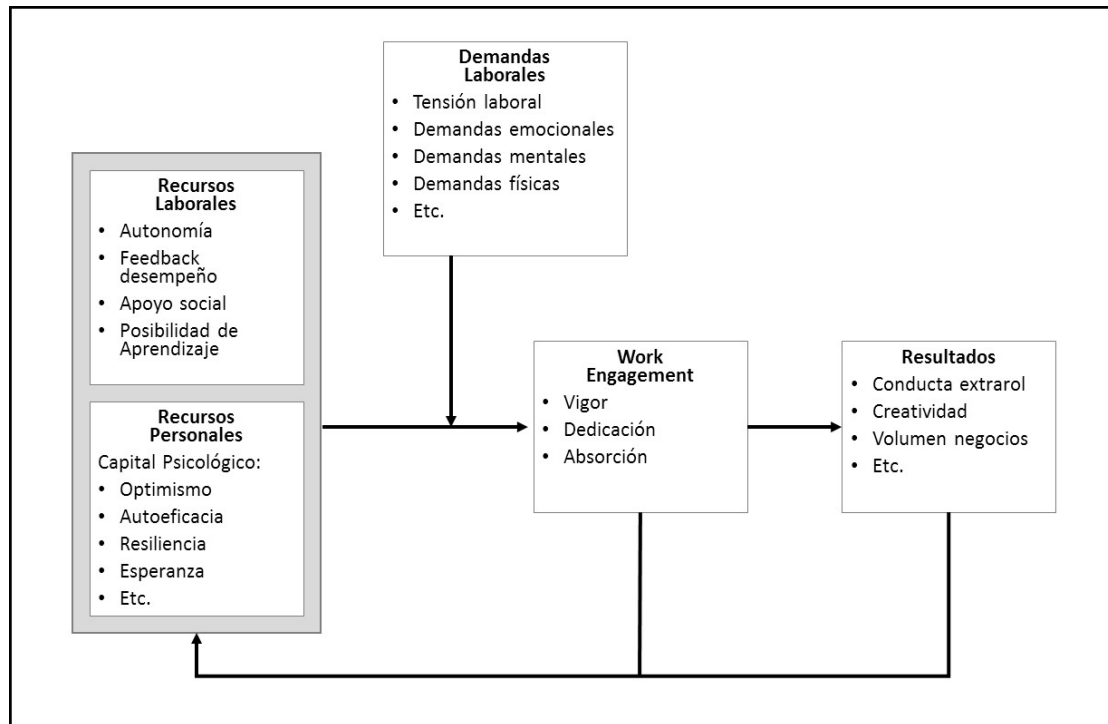 Demandas
Laborales
• Tensión laboral
• Demandas emocionales
• Demandas mentales
• Demandas físicas
• Etc.
Recursos
Laborales
• Autonomía
• Feedback
desempeño
• Apoyo social
• Posibilidad de
Aprendizaje
Recursos
Personales
Capital Psicológico:
• Optimismo
• Autoeficacia
• Resiliencia
• Esperanza
• Etc.
Work
Engagement
• Vigor
• Dedicación
• Absorción
Resultados
• Conducta extrarol
• Creatividad
• Volumen negocios
• Etc.